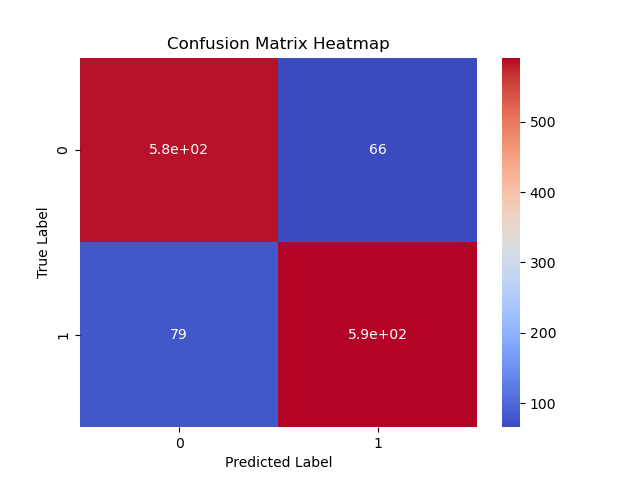 Confusion Matrix Heatmap
True Label
0
5.8e+02
66
1
79
5.9e+02
0
1
Predicted Label
500
400
300
200
100